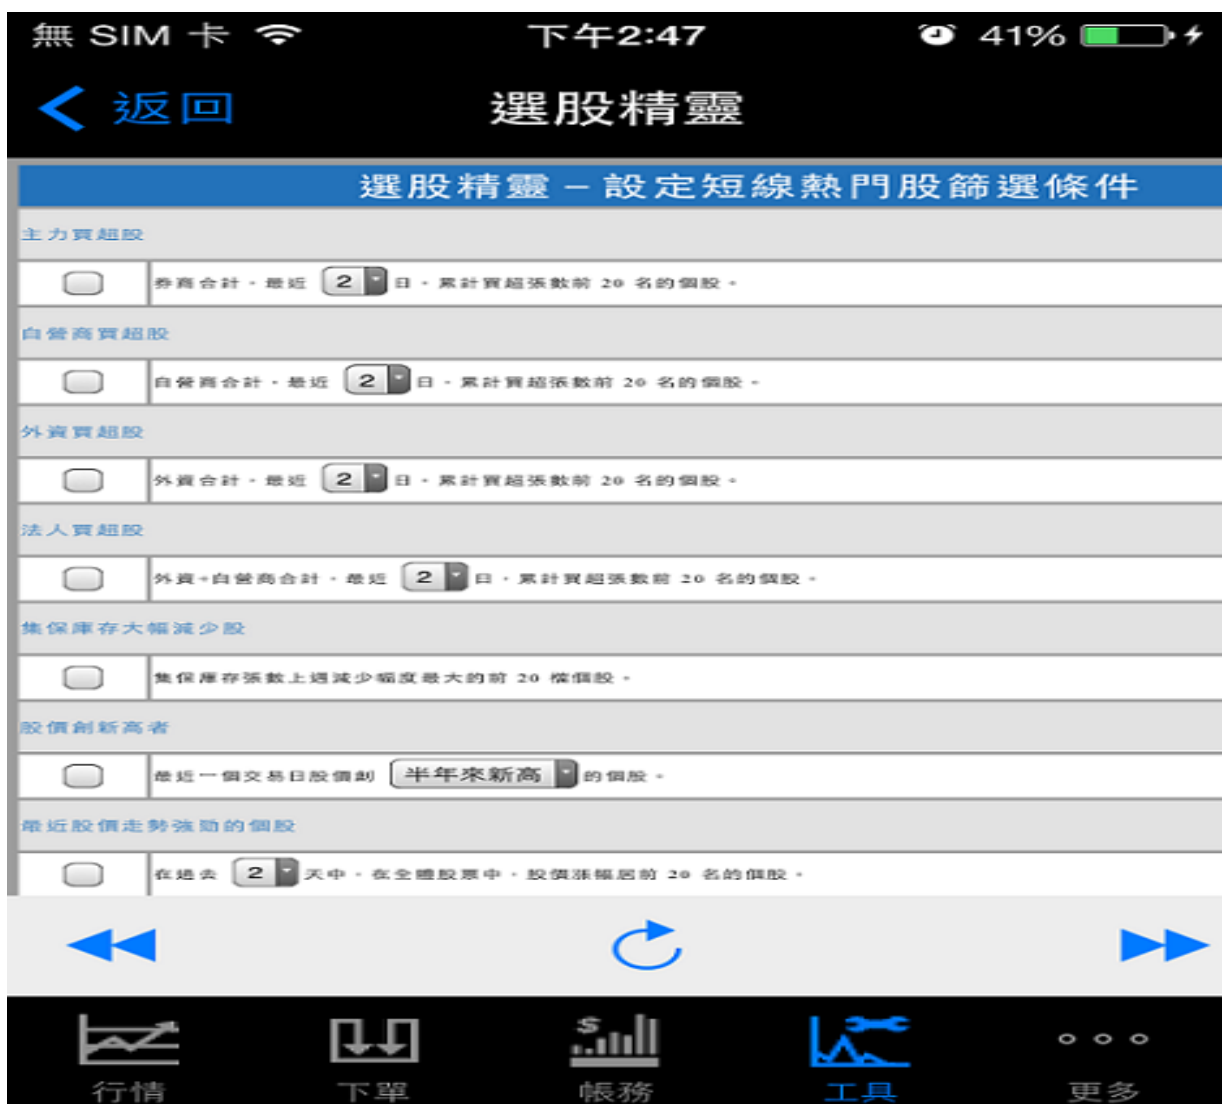 無 SIM 卡 下午2:47 41%
返回 選股精靈
選股精靈－設定短線熱門股篩選條件
主力買超股
券商合計，最近 2 日，累計買超張數前 20 名的個股。
自營商買超股
自營商合計，最近 2 日，累計買超張數前 20 名的個股。
外資買超股
外資合計，最近 2 日，累計買超張數前 20 名的個股。
法人買超股
外資+自營商合計，最近 2 日，累計買超張數前 20 名的個股。
集保庫存大幅減少股
集保庫存張數上週減少幅度最大的前 20 檔個股。
股價創新高者
最近一個交易日股價創 半年來新高 的個股。
最近股價走勢強勁的個股
在過去 2 天中，在全體股票中，股價漲幅居前 20 名的個股。
行情 下單 帳務 工具 更多